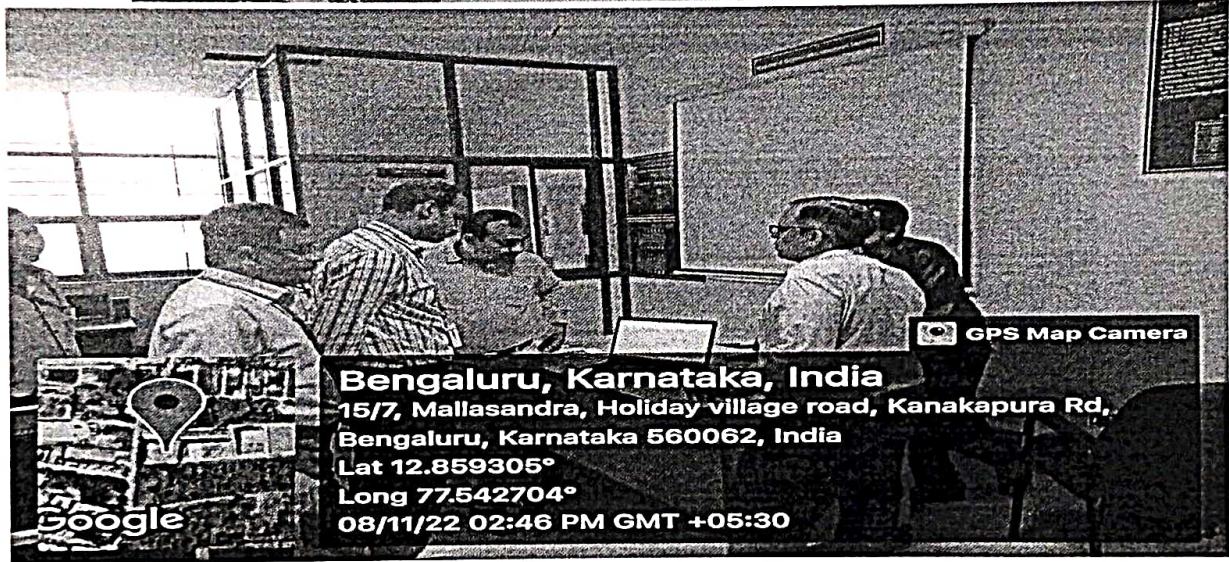 GPS Map Camera
Bengaluru, Karnataka, India
15/7, Mallasandra, Holiday village road, Kanakapura Rd,
Bengaluru, Karnataka 560062, India
Lat 12.859305°
Long 77.542704°
08/11/22 02:46 PM GMT +05:30
Google